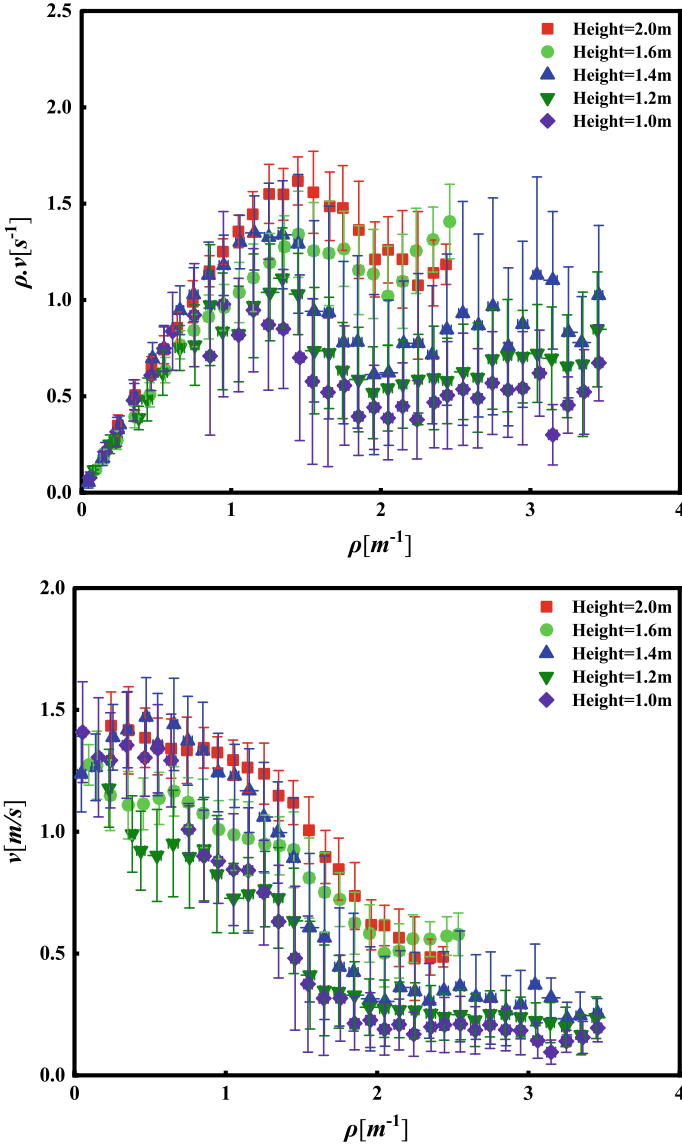 2.5
2.0
1.5
1.0
0.5
0.0
ρ.v[s⁻¹]
Height=2.0m
Height=1.6m
Height=1.4m
Height=1.2m
Height=1.0m
0 1 2 3 4
ρ[m⁻¹]
2.0
1.5
1.0
0.5
0.0
v[m/s]
Height=2.0m
Height=1.6m
Height=1.4m
Height=1.2m
Height=1.0m
0 1 2 3 4
ρ[m⁻¹]